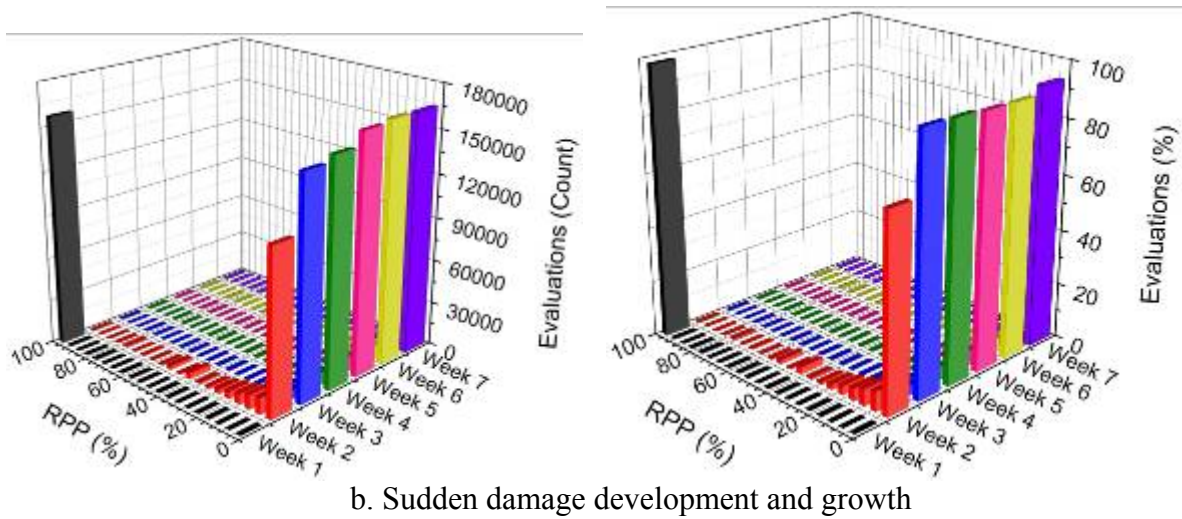 180000
150000
120000
90000
60000
30000
0
Evaluations (Count)
100
80
60
40
20
0
RPP (%)
Week 1
Week 2
Week 3
Week 4
Week 5
Week 6
Week 7
100
80
60
40
20
0
Evaluations (%)
100
80
60
40
20
0
RPP (%)
Week 1
Week 2
Week 3
Week 4
Week 5
Week 6
Week 7
b. Sudden damage development and growth